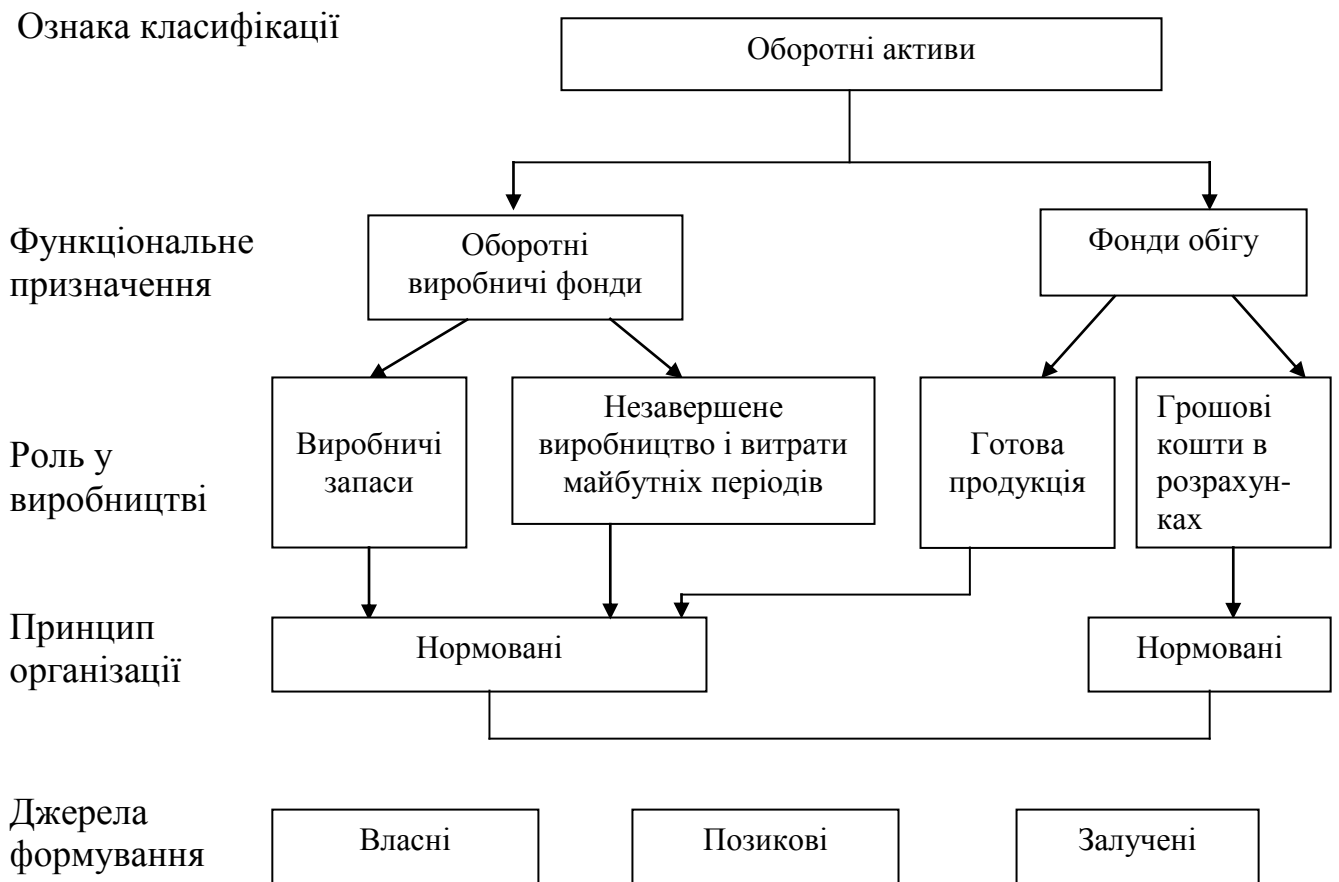 Ознака класифікації
Оборотні активи
Функціональне
призначення
Оборотні
виробничі фонди
Фонди обігу
Роль у
виробництві
Виробничі
запаси
Незавершене
виробництво і витрати
майбутніх періодів
Готова
продукція
Грошові
кошти в
розрахун-
ках
Принцип
організації
Нормовані
Нормовані
Джерела
формування
Власні
Позикові
Залучені